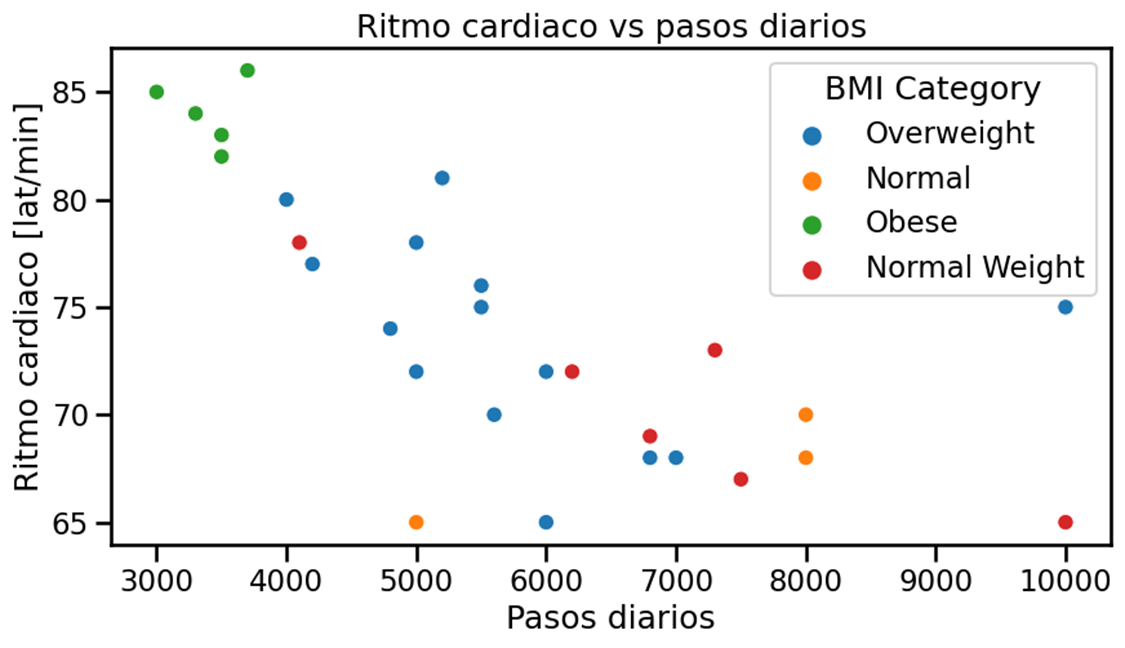 Ritmo cardiaco vs pasos diarios
Ritmo cardiaco [lat/min]
85
80
75
70
65
BMI Category
Overweight
Normal
Obese
Normal Weight
3000 4000 5000 6000 7000 8000 9000 10000
Pasos diarios